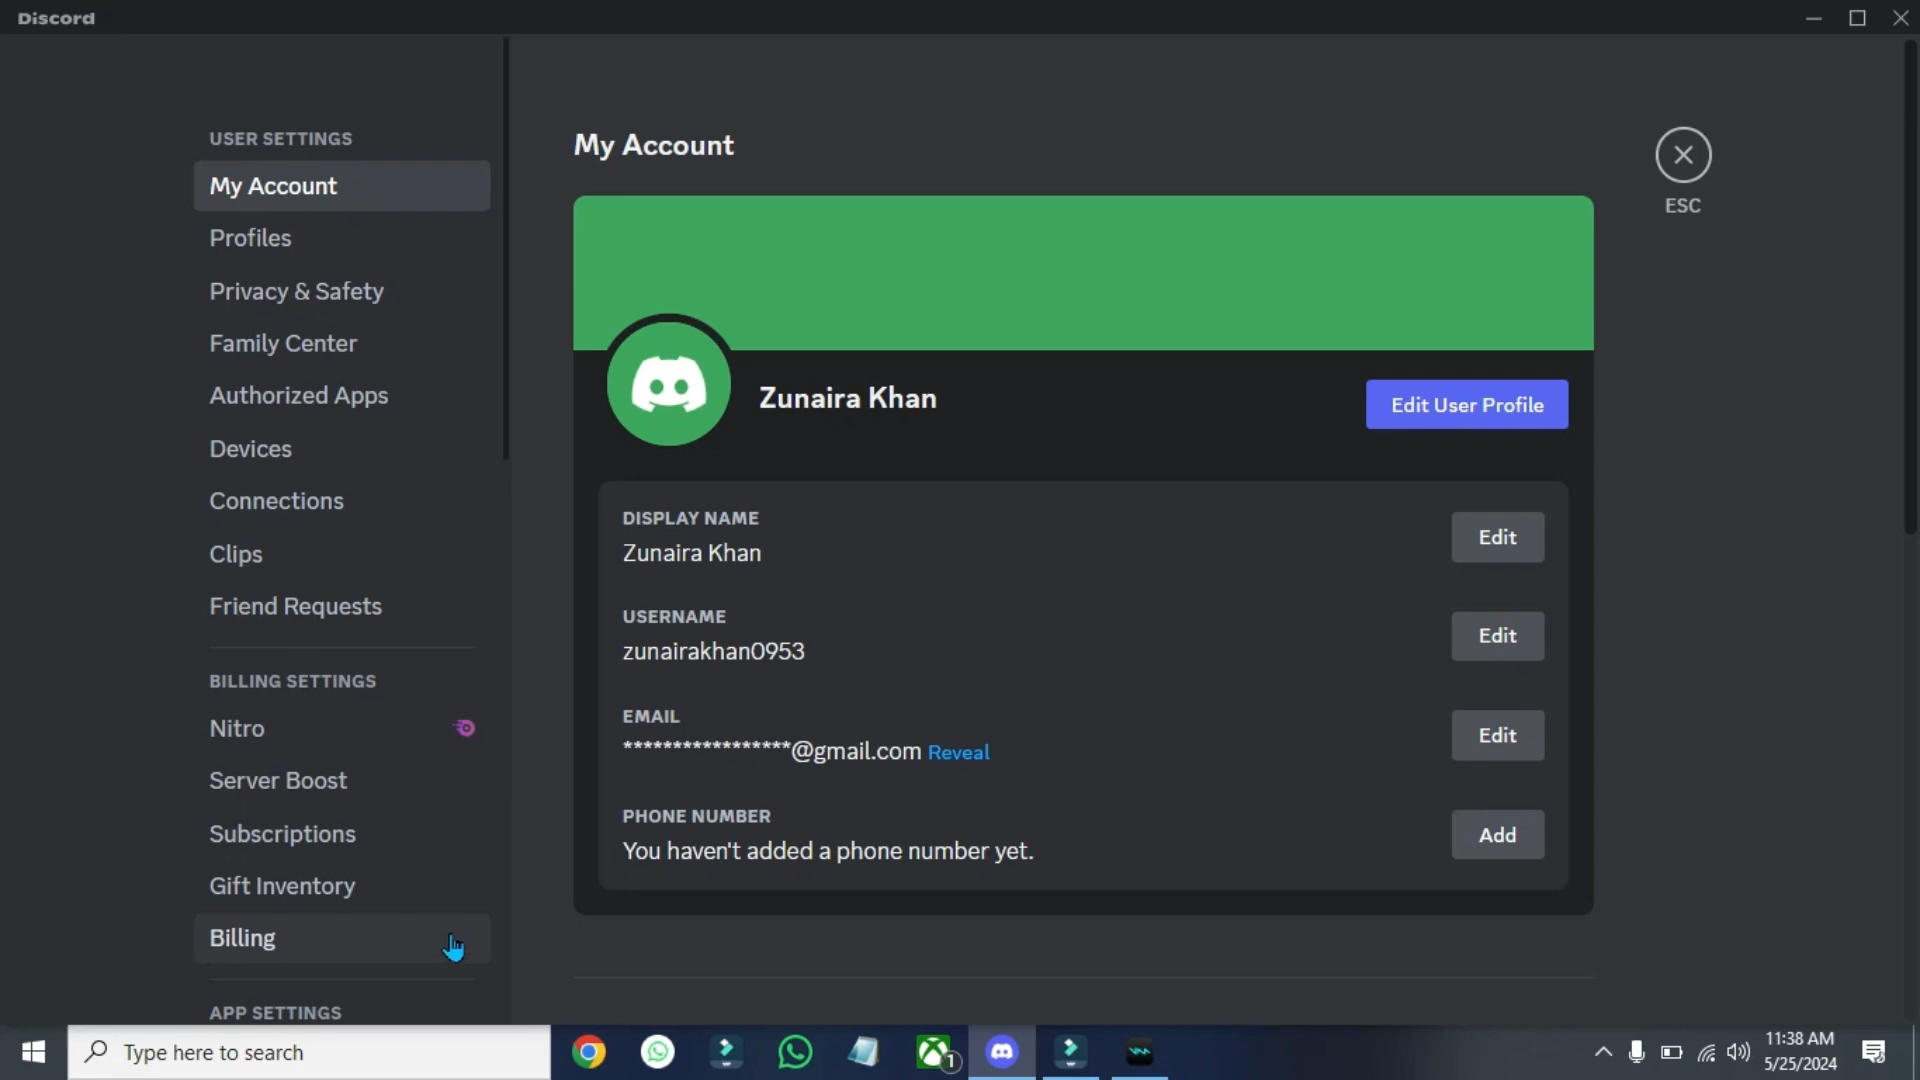 Discord
USER SETTINGS
My Account
Profiles
Privacy & Safety
Family Center
Authorized Apps
Devices
Connections
Clips
Friend Requests
BILLING SETTINGS
Nitro
Server Boost
Subscriptions
Gift Inventory
Billing
APP SETTINGS
My Account
ESC
Zunaira Khan
Edit User Profile
DISPLAY NAME
Zunaira Khan
Edit
USERNAME
zunairakhan0953
Edit
EMAIL
*****************@gmail.com Reveal
Edit
PHONE NUMBER
You haven't added a phone number yet.
Add
Type here to search
1
11:38 AM
5/25/2024